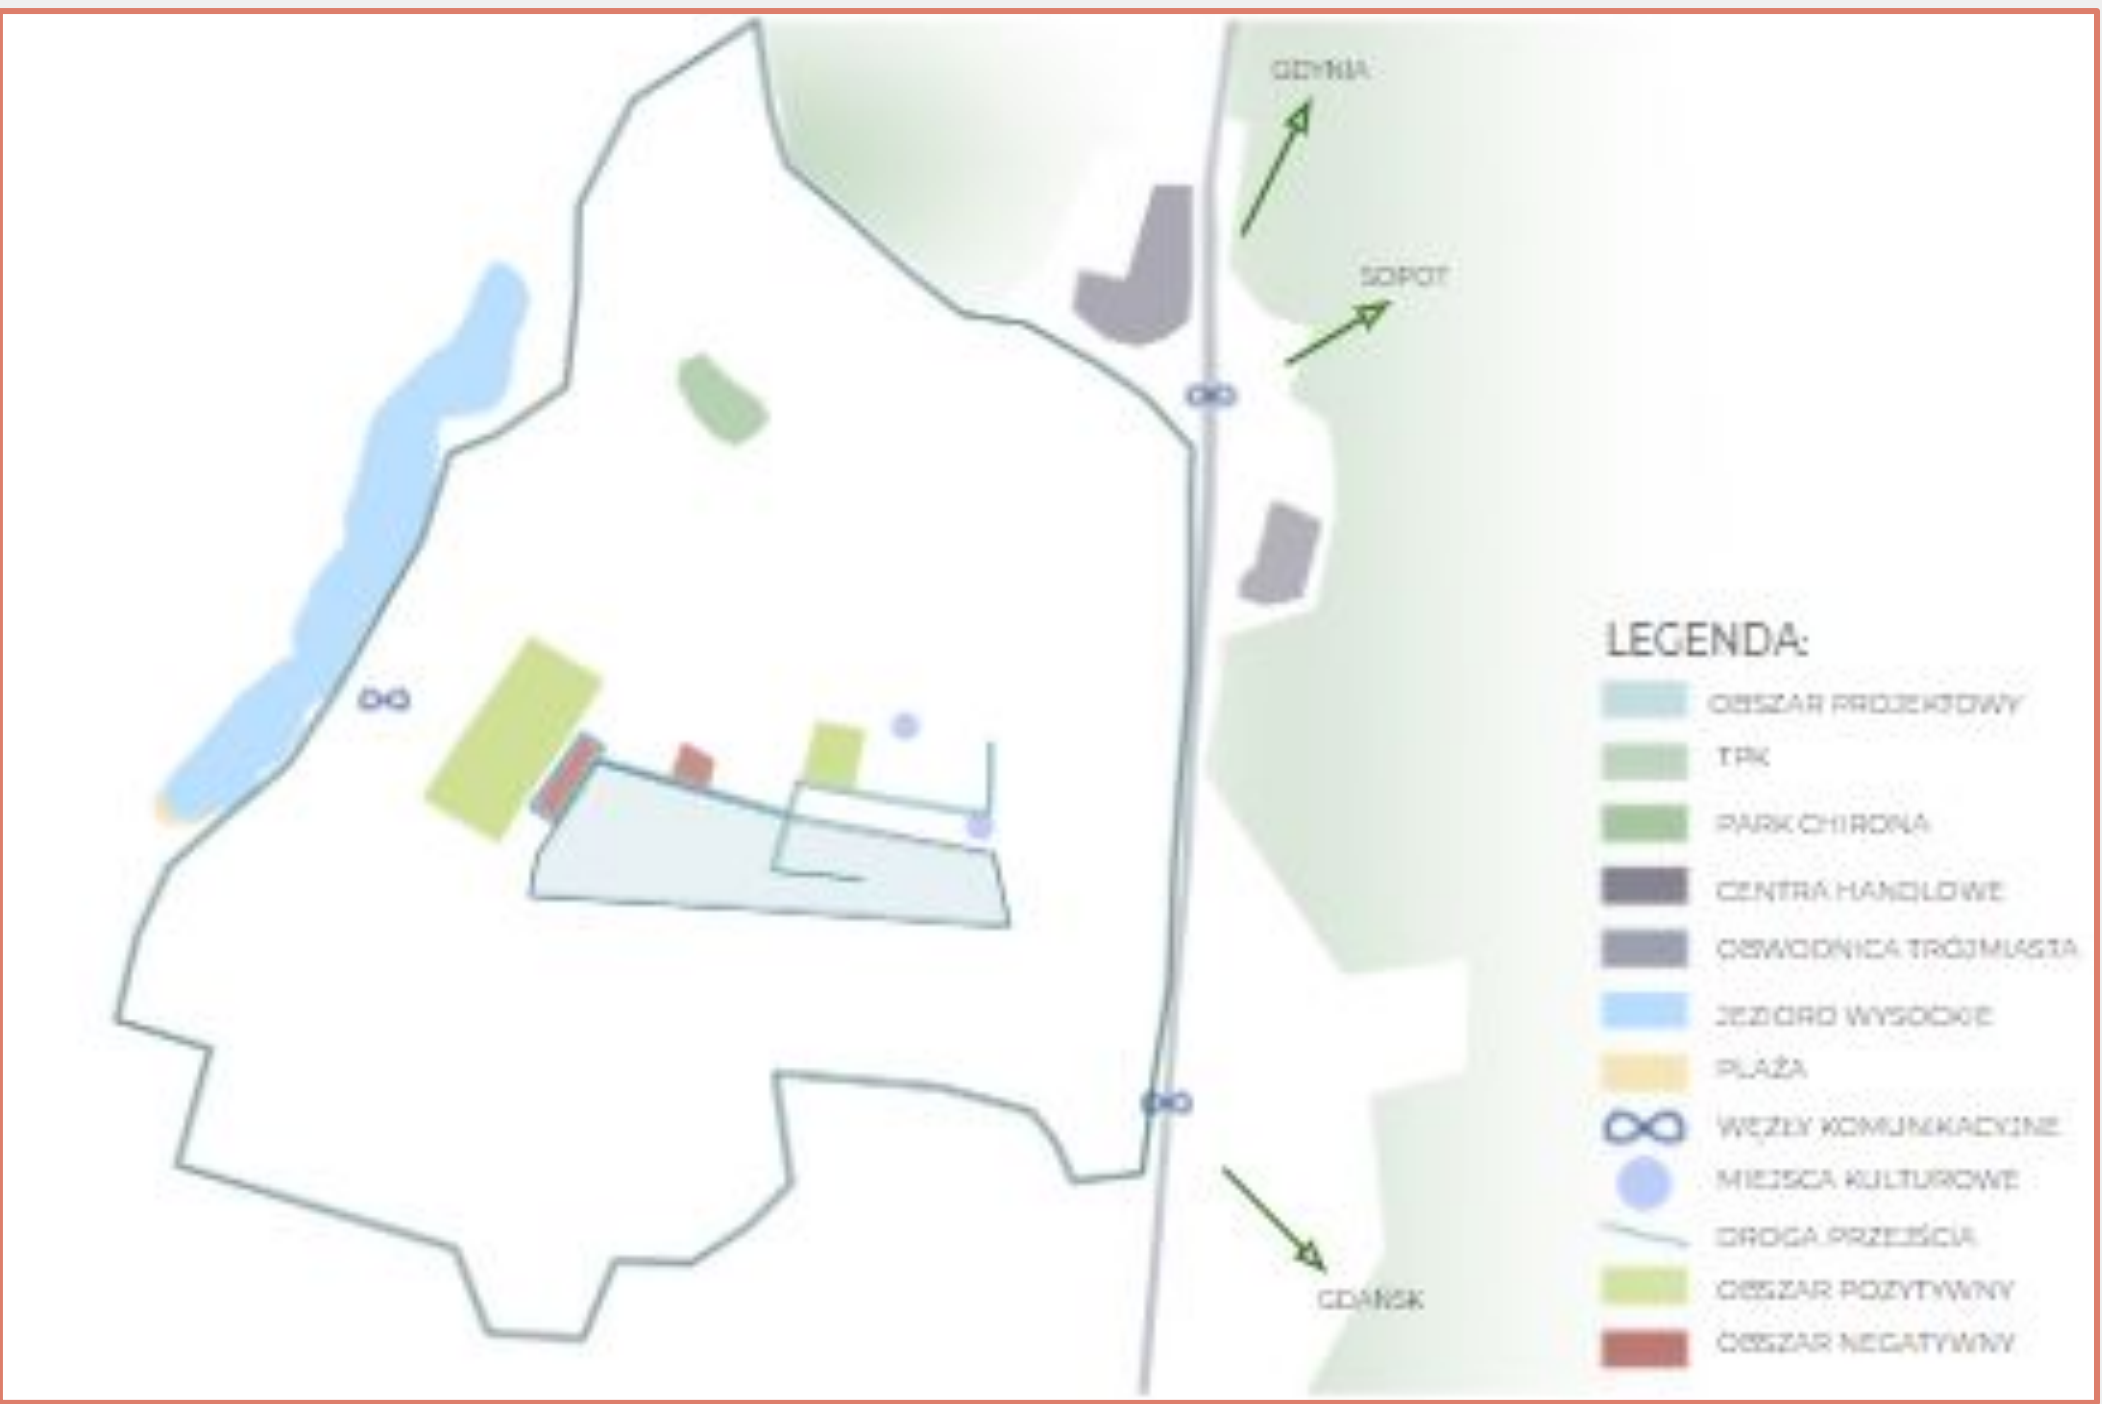 GDYNIA
SOPOT
LEGENDA:
OBSZAR PROJEKTOWY
TPK
PARK CHIRONA
CENTRA HANDLOWE
OBWODNICA TRÓJMIASTA
JEZIORO WYSOCKIE
PLAŻA
WĘZŁY KOMUNIKACYJNE
MIEJSCA KULTUROWE
DROGA PRZEJŚCIA
OBSZAR POZYTYWNY
OBSZAR NEGATYWNY
GDAŃSK